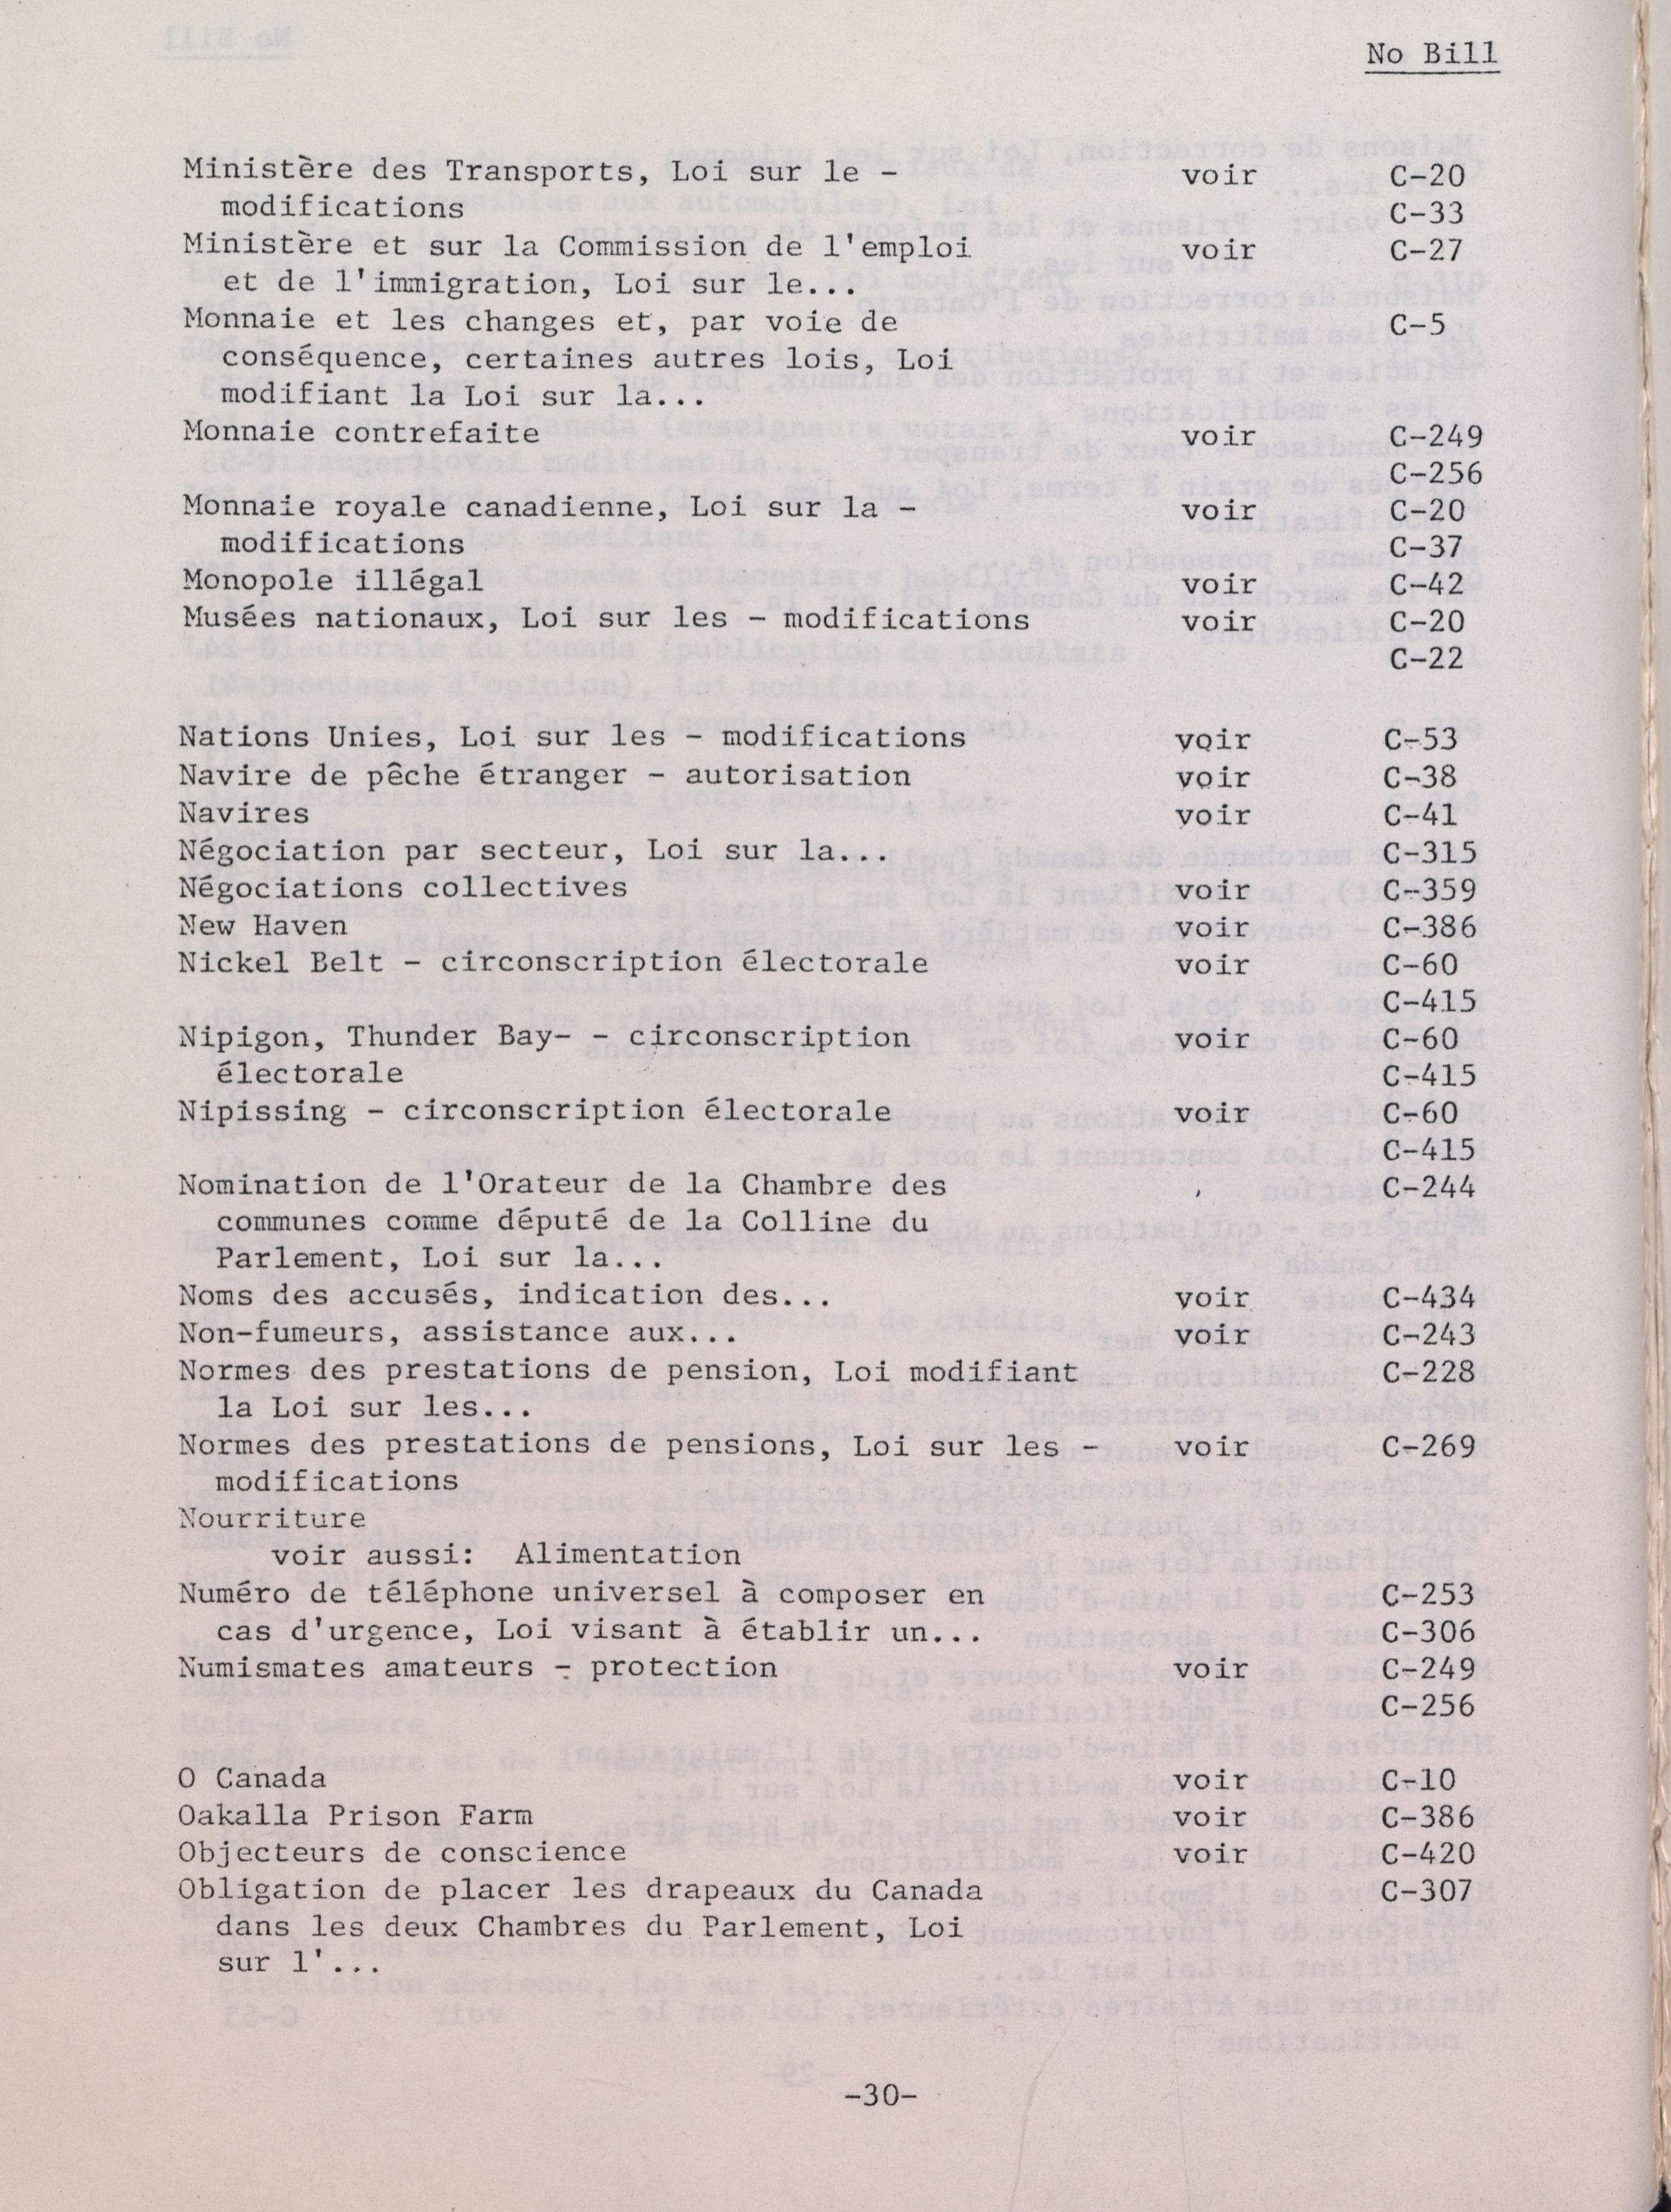 No Bill
Ministère des Transports, Loi sur le - voir C-20
modifications C-33
Ministère et sur la Commission de l'emploi voir C-27
et de l'immigration, Loi sur le...
Monnaie et les changes et, par voie de C-5
conséquence, certaines autres lois, Loi
modifiant la Loi sur la...
Monnaie contrefaite voir C-249
C-256
Monnaie royale canadienne, Loi sur la - voir C-20
modifications C-37
Monopole illégal voir C-42
Musées nationaux, Loi sur les - modifications voir C-20
C-22
Nations Unies, Loi sur les - modifications voir C-53
Navire de pêche étranger - autorisation voir C-38
Navires voir C-41
Négociation par secteur, Loi sur la... C-315
Négociations collectives voir C-359
New Haven voir C-386
Nickel Belt - circonscription électorale voir C-60
C-415
Nipigon, Thunder Bay- - circonscription voir C-60
électorale C-415
Nipissing - circonscription électorale voir C-60
C-415
Nomination de l'Orateur de la Chambre des C-244
communes comme député de la Colline du
Parlement, Loi sur la...
Noms des accusés, indication des... voir C-434
Non-fumeurs, assistance aux... voir C-243
Normes des prestations de pension, Loi modifiant C-228
la Loi sur les...
Normes des prestations de pensions, Loi sur les - voir C-269
modifications
Nourriture
voir aussi: Alimentation
Numéro de téléphone universel à composer en C-253
cas d'urgence, Loi visant à établir un... C-306
Numismates amateurs - protection voir C-249
C-256
O Canada voir C-10
Oakalla Prison Farm voir C-386
Objecteurs de conscience voir C-420
Obligation de placer les drapeaux du Canada C-307
dans les deux Chambres du Parlement, Loi
sur l'...
-30-